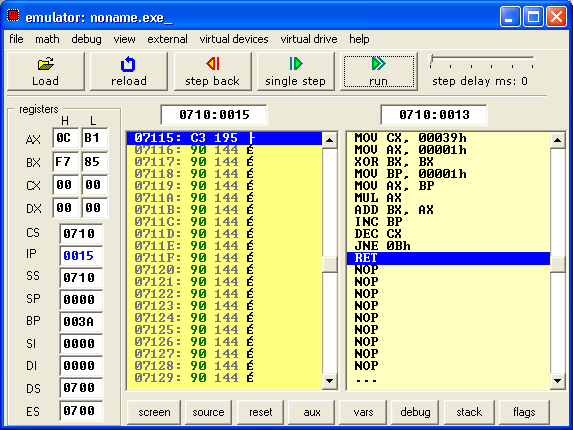 emulator: noname.exe_
file math debug view external virtual devices virtual drive help
Load reload step back single step run step delay ms: 0
registers
H L
AX 0C B1
BX F7 85
CX 00 00
DX 00 00
CS 0710
IP 0015
SS 0710
SP 0000
BP 003A
SI 0000
DI 0000
DS 0700
ES 0700
0710:0015
07115: C3 195 ├
07116: 90 144 É
07117: 90 144 É
07118: 90 144 É
07119: 90 144 É
0711A: 90 144 É
0711B: 90 144 É
0711C: 90 144 É
0711D: 90 144 É
0711E: 90 144 É
0711F: 90 144 É
07120: 90 144 É
07121: 90 144 É
07122: 90 144 É
07123: 90 144 É
07124: 90 144 É
07125: 90 144 É
07126: 90 144 É
07127: 90 144 É
07128: 90 144 É
07129: 90 144 É
0710:0013
MOV CX, 00039h
MOV AX, 00001h
XOR BX, BX
MOV BP, 00001h
MOV AX, BP
MUL AX
ADD BX, AX
INC BP
DEC CX
JNE 0Bh
RET
NOP
NOP
NOP
NOP
NOP
NOP
NOP
NOP
NOP
...
screen source reset aux vars debug stack flags